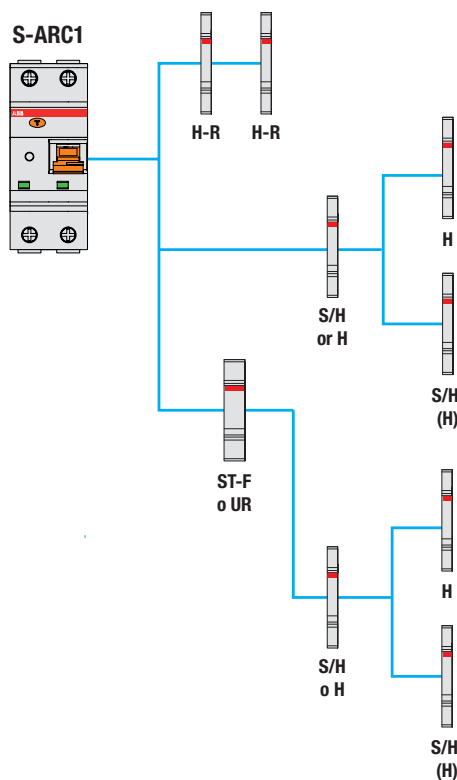 S-ARC1
ABB
T
H-R
H-R
H
S/H
or H
S/H
(H)
ST-F
o UR
H
S/H
o H
S/H
(H)